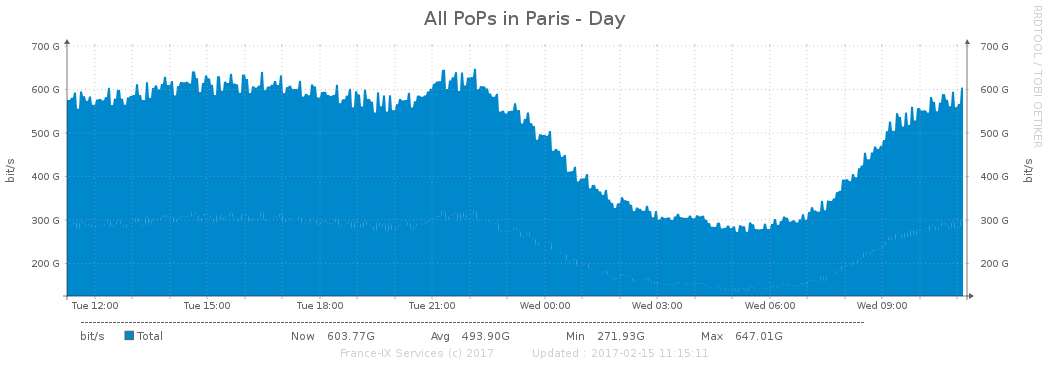 All PoPs in Paris - Day
RRDTOOL / TOBI OETIKER
700 G 700 G
600 G 600 G
500 G 500 G
400 G 400 G
300 G 300 G
200 G 200 G
bit/s
bit/s
Tue 12:00 Tue 15:00 Tue 18:00 Tue 21:00 Wed 00:00 Wed 03:00 Wed 06:00 Wed 09:00
bit/s Total Now 603.77G Avg 493.90G Min 271.93G Max 647.01G
France-IX Services (c) 2017 Updated : 2017-02-15 11:15:11